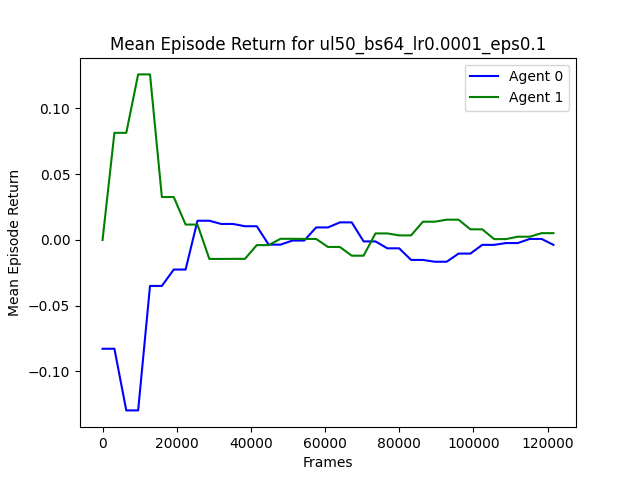 Mean Episode Return for ul50_bs64_lr0.0001_eps0.1
Agent 0
Agent 1
Mean Episode Return
0.10
0.05
0.00
−0.05
−0.10
0 20000 40000 60000 80000 100000 120000
Frames